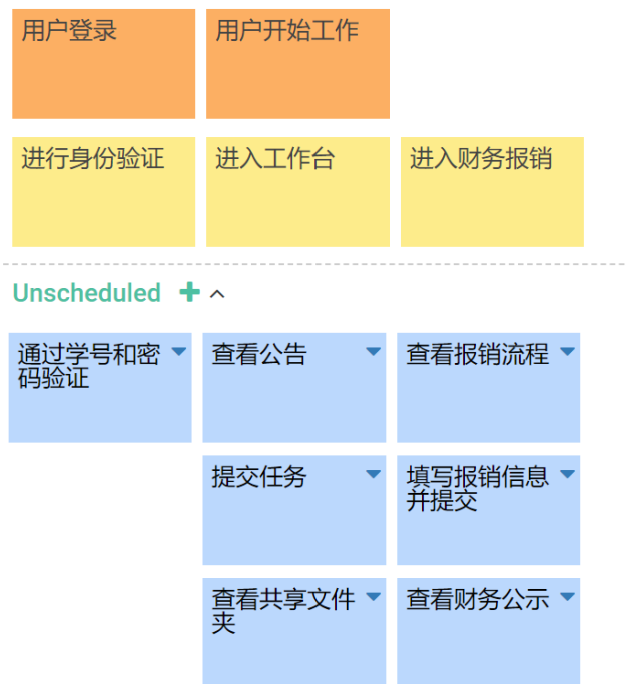 用户登录
用户开始工作
进行身份验证
进入工作台
进入财务报销
Unscheduled
通过学号和密
码验证
查看公告
查看报销流程
提交任务
填写报销信息
并提交
查看共享文件
夹
查看财务公示